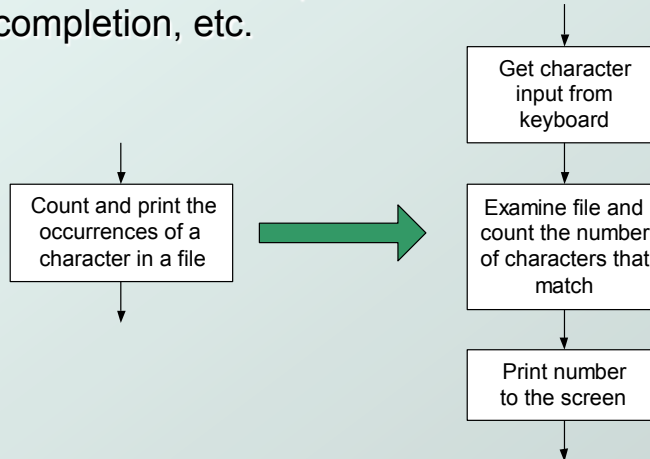 completion, etc.
Count and print the
occurrences of a
character in a file
Get character
input from
keyboard
Examine file and
count the number
of characters that
match
Print number
to the screen